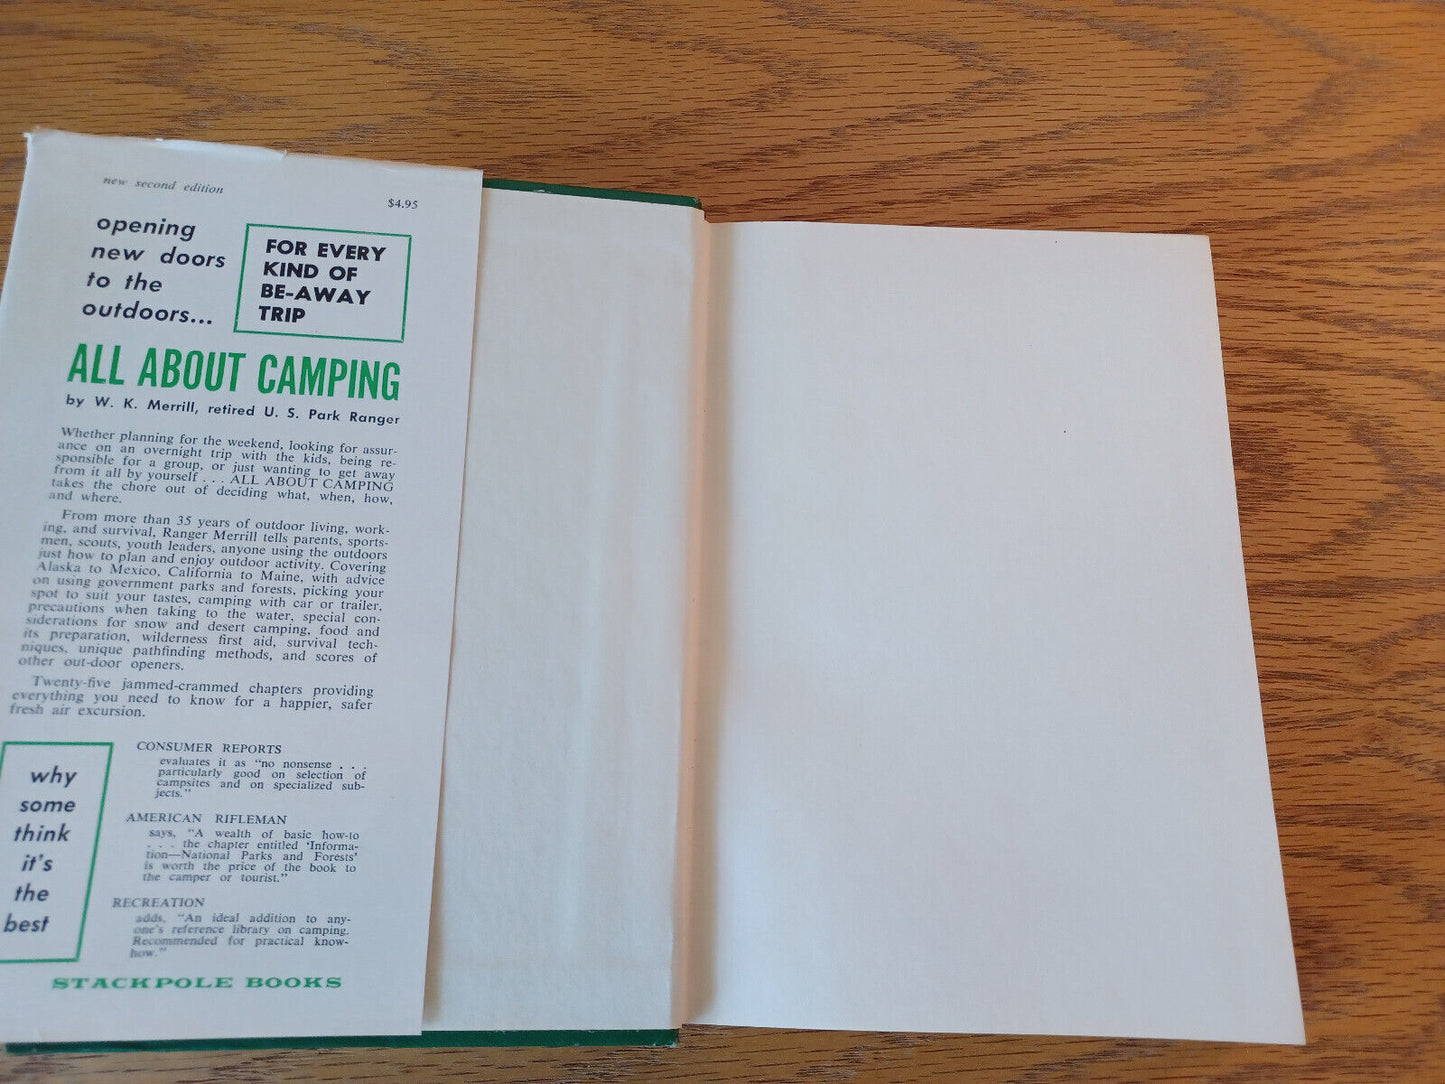 new second edition
$4.95
opening
new doors
to the
outdoors...
FOR EVERY
KIND OF
BE-AWAY
TRIP
ALL ABOUT CAMPING
by W. K. Merrill, retired U. S. Park Ranger
Whether planning for the weekend, looking for assur-
ance on an overnight trip with the kids, being re-
sponsible for a group, or just wanting to get away
from it all by yourself . . . ALL ABOUT CAMPING
takes the chore out of deciding what, when, how,
and where.
From more than 35 years of outdoor living, work-
ing, and survival, Ranger Merrill tells parents, sports-
men, scouts, youth leaders, anyone using the outdoors
just how to plan and enjoy outdoor activity. Covering
Alaska to Mexico, California to Maine, with advice
on using government parks and forests, picking your
spot to suit your tastes, camping with car or trailer,
precautions when taking to the water, special con-
siderations for snow and desert camping, food and
its preparation, wilderness first aid, survival tech-
niques, unique pathfinding methods, and scores of
other out-door openers.
Twenty-five jammed-crammed chapters providing
everything you need to know for a happier, safer
fresh air excursion.
why
some
think
it's
the
best
CONSUMER REPORTS
evaluates it as "no nonsense . . .
particularly good on selection of
campsites and on specialized sub-
jects."
AMERICAN RIFLEMAN
says, "A wealth of basic how-to
. . . the chapter entitled 'Informa-
tion—National Parks and Forests'
is worth the price of the book to
the camper or tourist."
RECREATION
adds, "An ideal addition to any-
one's reference library on camping.
Recommended for practical know-
how."
STACKPOLE BOOKS